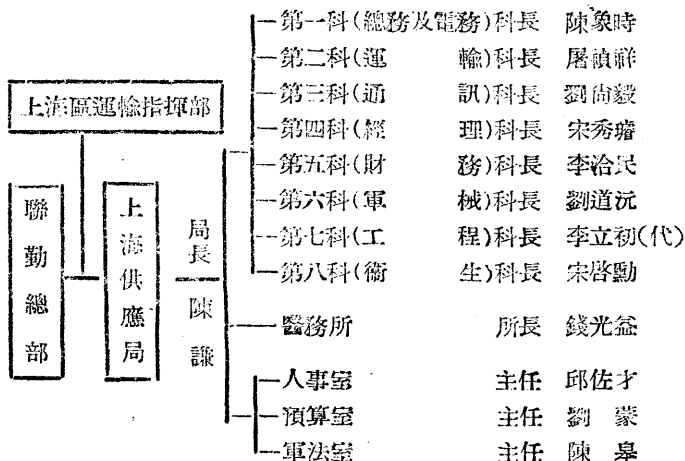 上海區運輸指揮部
聯勤總部
上海供應局
局長 陳謙
第一科(總務及電務)科長 陳象時
第二科(運輸)科長 屠禎祥
第三科(通訊)科長 劉尚毅
第四科(經理)科長 宋秀璿
第五科(財務)科長 李治民
第六科(軍械)科長 劉道沅
第七科(工程)科長 李立初(代)
第八科(衞生)科長 宋啓勳
醫務所 所長 錢光益
人事室 主任 邱佐才
預算室 主任 劉蒙
軍法室 主任 陳